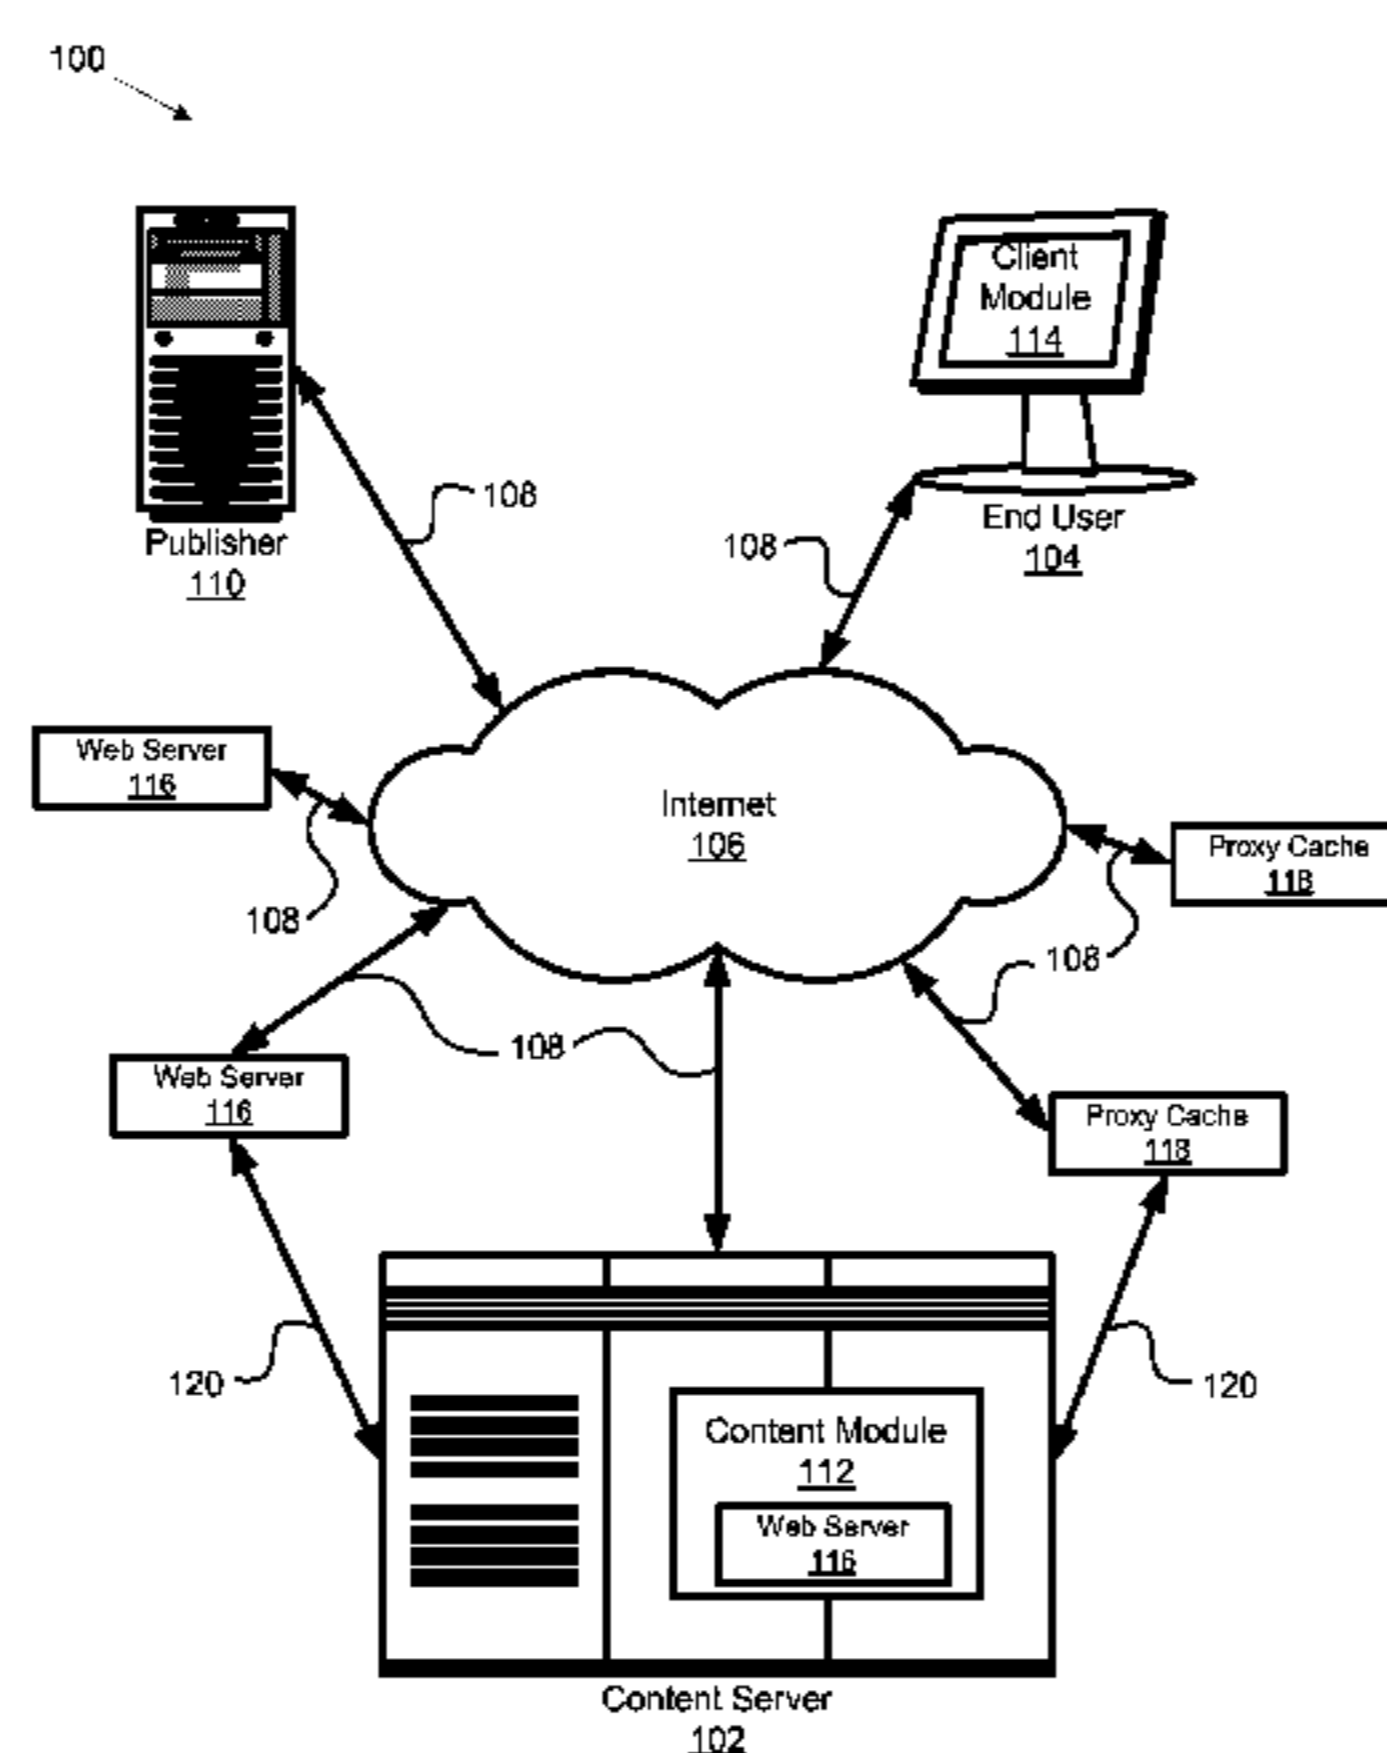 100
Client
Module
114
108
Publisher
110
End User
104
108
Web Server
116
Internet
106
Proxy Cache
118
108
108
108
Web Server
116
Proxy Cache
118
120
120
Content Module
112
Web Server
116
Content Server
102